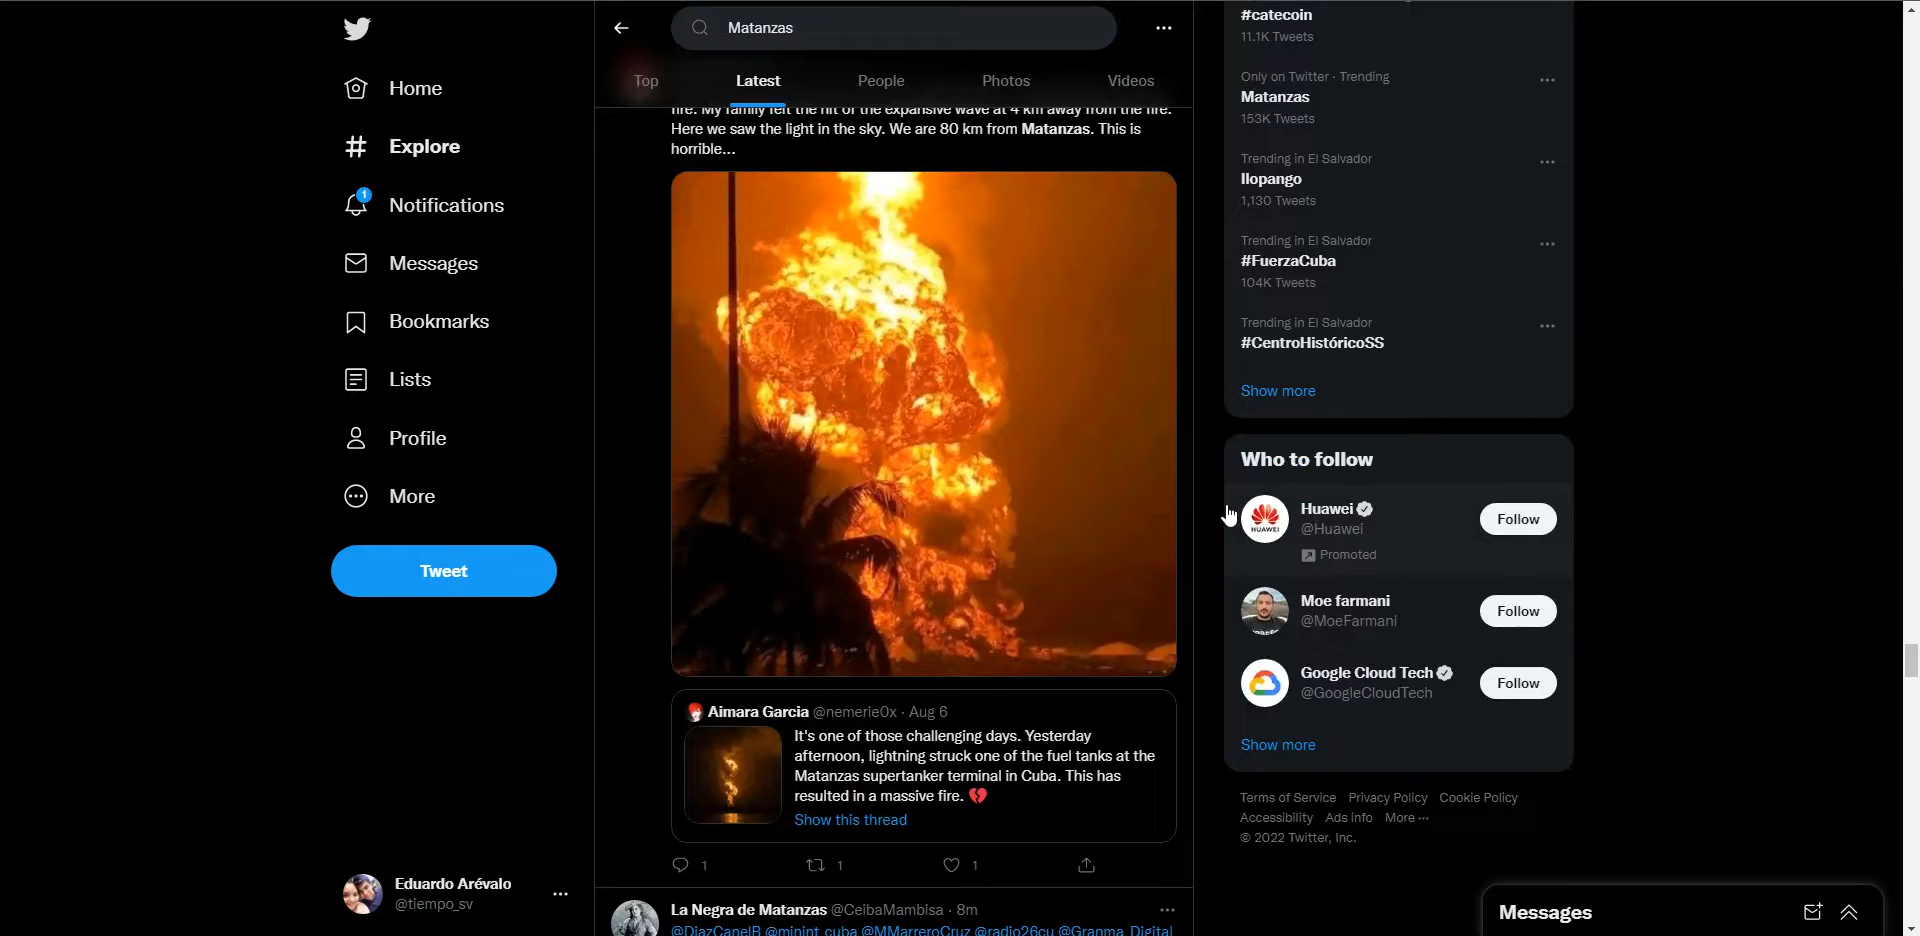 Home
Explore
1
Notifications
Messages
Bookmarks
Lists
Profile
More
Tweet
Eduardo Arévalo
@tiempo_sv
Matanzas
Top
Latest
People
Photos
Videos
fire. My family felt the hit of the expansive wave at 4 km away from the fire.
Here we saw the light in the sky. We are 80 km from Matanzas. This is
horrible...
Aimara Garcia @nemerie0x · Aug 6
It's one of those challenging days. Yesterday
afternoon, lightning struck one of the fuel tanks at the
Matanzas supertanker terminal in Cuba. This has
resulted in a massive fire. 💔
Show this thread
1
1
1
La Negra de Matanzas @CeibaMambisa · 8m
@DiazCanelB @minint_cuba @MMarreroCruz @radio26cu @Granma_Digital
#catecoin
11.1K Tweets
Only on Twitter · Trending
Matanzas
153K Tweets
Trending in El Salvador
Ilopango
1,130 Tweets
Trending in El Salvador
#FuerzaCuba
104K Tweets
Trending in El Salvador
#CentroHistóricoSS
Show more
Who to follow
HUAWEI
Huawei
@Huawei
Promoted
Follow
Moe farmani
@MoeFarmani
Follow
Google Cloud Tech
@GoogleCloudTech
Follow
Show more
Terms of Service Privacy Policy Cookie Policy
Accessibility Ads info More ···
© 2022 Twitter, Inc.
Messages